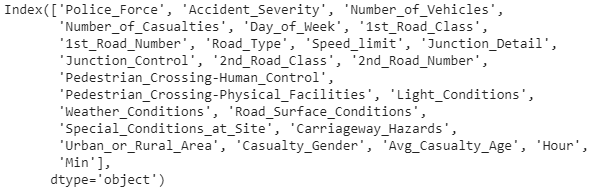 Index(['Police_Force', 'Accident_Severity', 'Number_of_Vehicles',
'Number_of_Casualties', 'Day_of_Week', '1st_Road_Class',
'1st_Road_Number', 'Road_Type', 'Speed_limit', 'Junction_Detail',
'Junction_Control', '2nd_Road_Class', '2nd_Road_Number',
'Pedestrian_Crossing-Human_Control',
'Pedestrian_Crossing-Physical_Facilities', 'Light_Conditions',
'Weather_Conditions', 'Road_Surface_Conditions',
'Special_Conditions_at_Site', 'Carriageway_Hazards',
'Urban_or_Rural_Area', 'Casualty_Gender', 'Avg_Casualty_Age', 'Hour',
'Min'],
dtype='object')